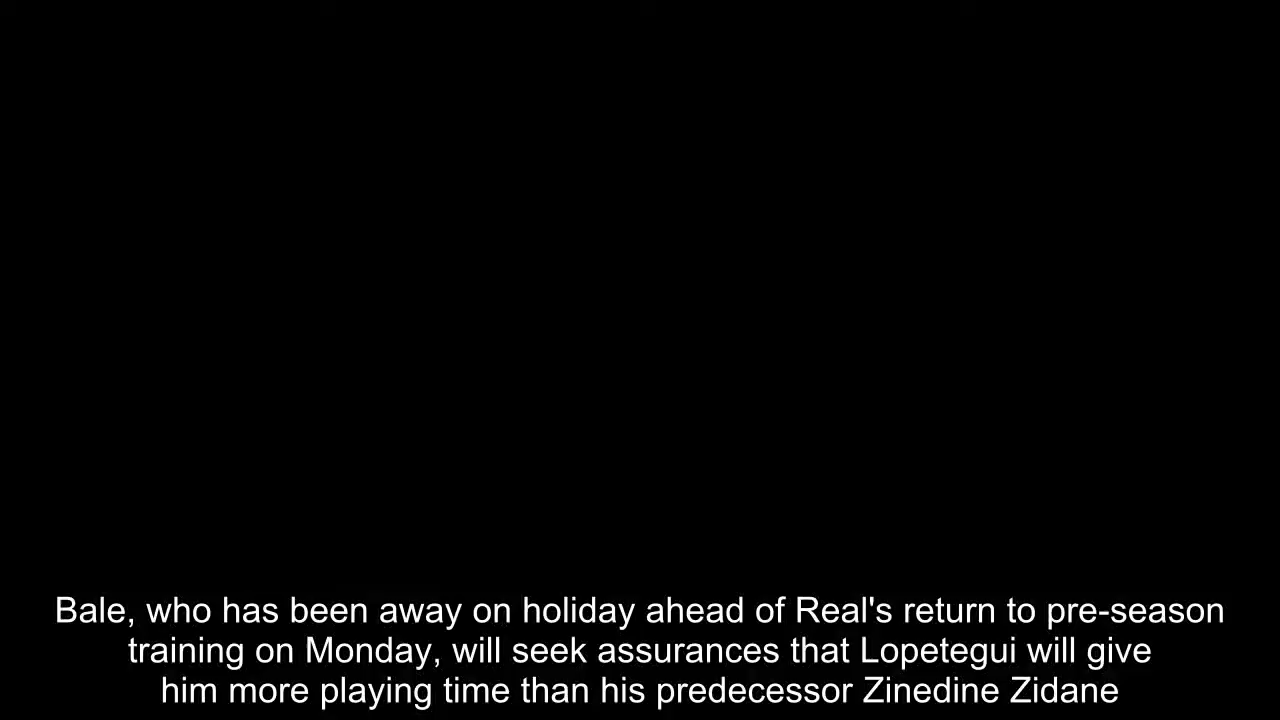 Bale, who has been away on holiday ahead of Real's return to pre-season
training on Monday, will seek assurances that Lopetegui will give
him more playing time than his predecessor Zinedine Zidane